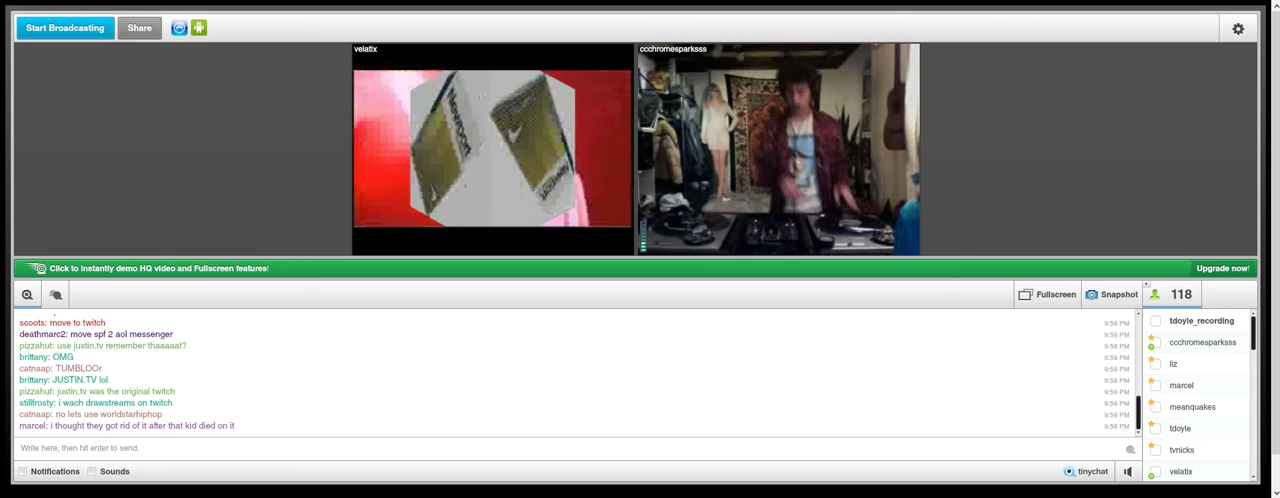 Start Broadcasting
Share
velatix
ccchromesparksss
Newport
Click to instantly demo HQ video and Fullscreen features!
Upgrade now!
Fullscreen
Snapshot
118
scoots: move to twitch 9:58 PM
deathmarc2: move spf 2 aol messenger 9:58 PM
pizzahut: use justin.tv remember thaaaaat? 9:58 PM
brittany: OMG 9:58 PM
catnaap: TUMBLOOr 9:58 PM
brittany: JUSTIN.TV lol 9:58 PM
pizzahut: justin.tv was the original twitch 9:58 PM
stillfrosty: i wach drawstreams on twitch 9:58 PM
catnaap: no lets use worldstarhiphop 9:58 PM
marcel: i thought they got rid of it after that kid died on it 9:58 PM
tdoyle_recording
ccchromesparksss
liz
marcel
meanquakes
tdoyle
tvnicks
velatix
Write here, then hit enter to send.
Notifications
Sounds
tinychat